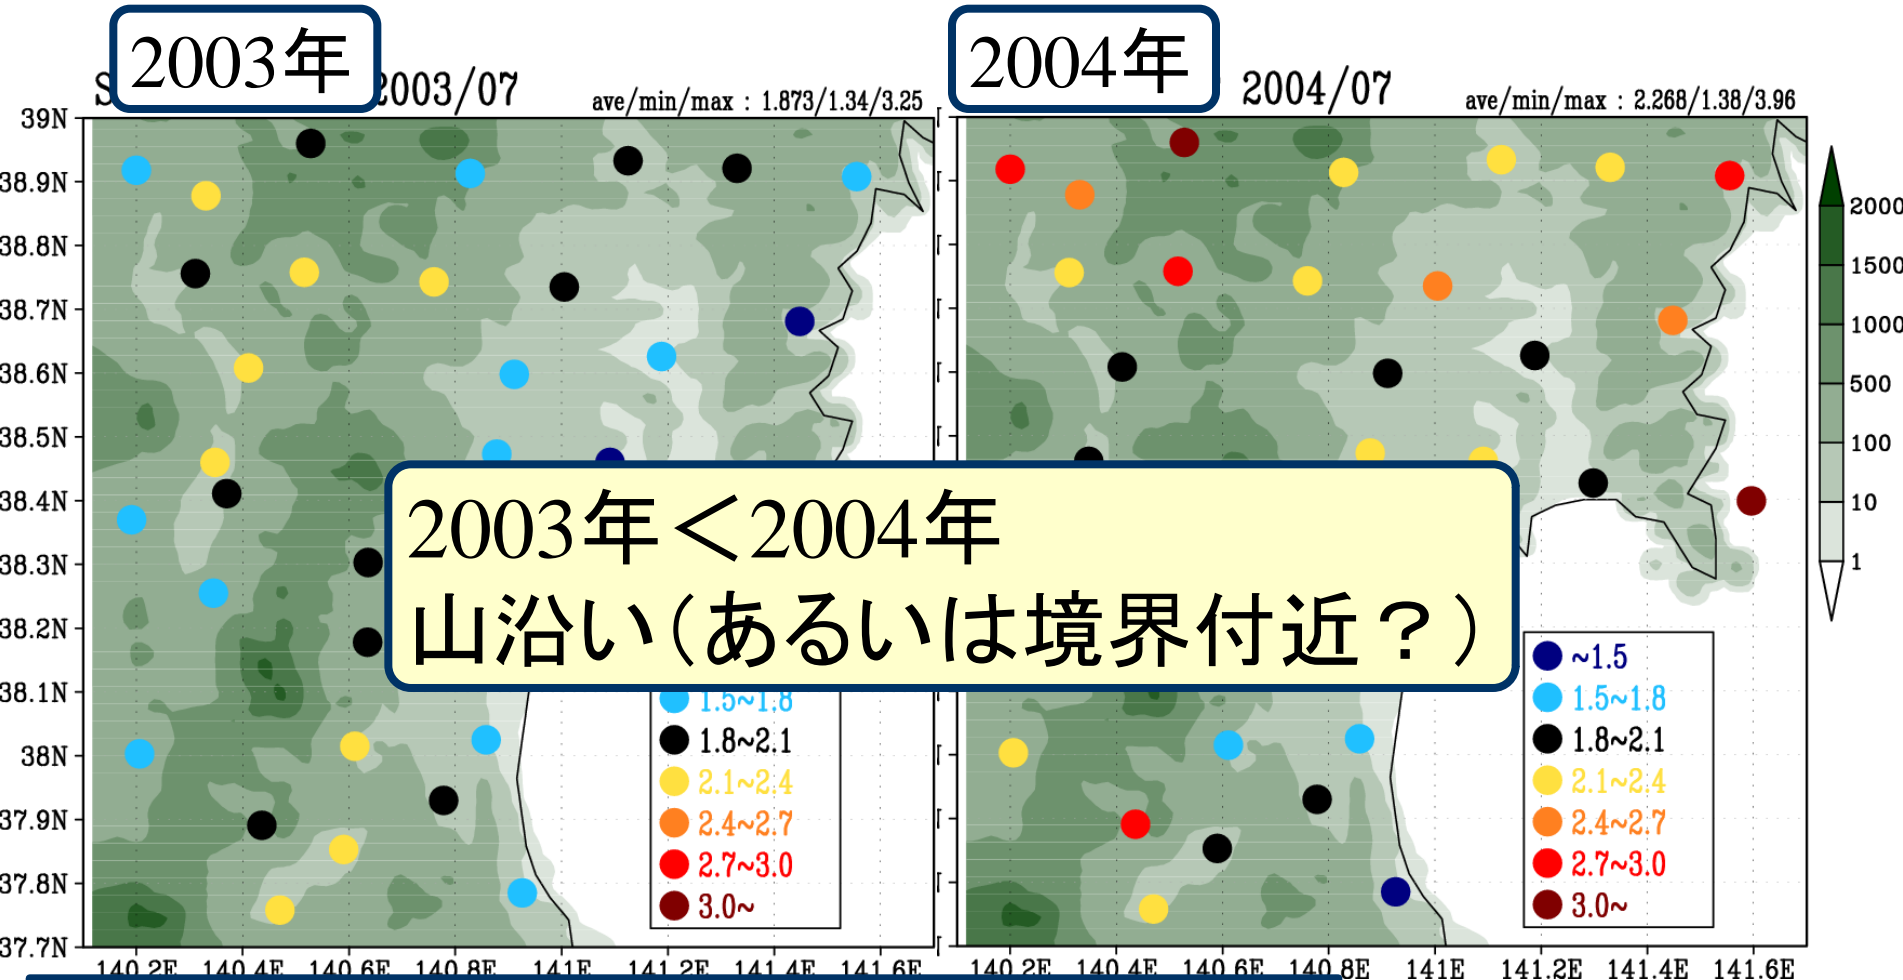 2003年
2003/07
ave/min/max : 1.873/1.34/3.25
39N
38.9N
38.8N
38.7N
38.6N
38.5N
38.4N
38.3N
38.2N
38.1N
38N
37.9N
37.8N
37.7N
140.2E 140.4E 140.6E 140.8E 141E 141.2E 141.4E 141.6E
1.5~1.8
1.8~2.1
2.1~2.4
2.4~2.7
2.7~3.0
3.0~
2004年
2004/07
ave/min/max : 2.268/1.38/3.96
140.2E 140.4E 140.6E 140.8E 141E 141.2E 141.4E 141.6E
~1.5
1.5~1.8
1.8~2.1
2.1~2.4
2.4~2.7
2.7~3.0
3.0~
2000
1500
1000
500
100
10
1
2003年＜2004年
山沿い（あるいは境界付近？）